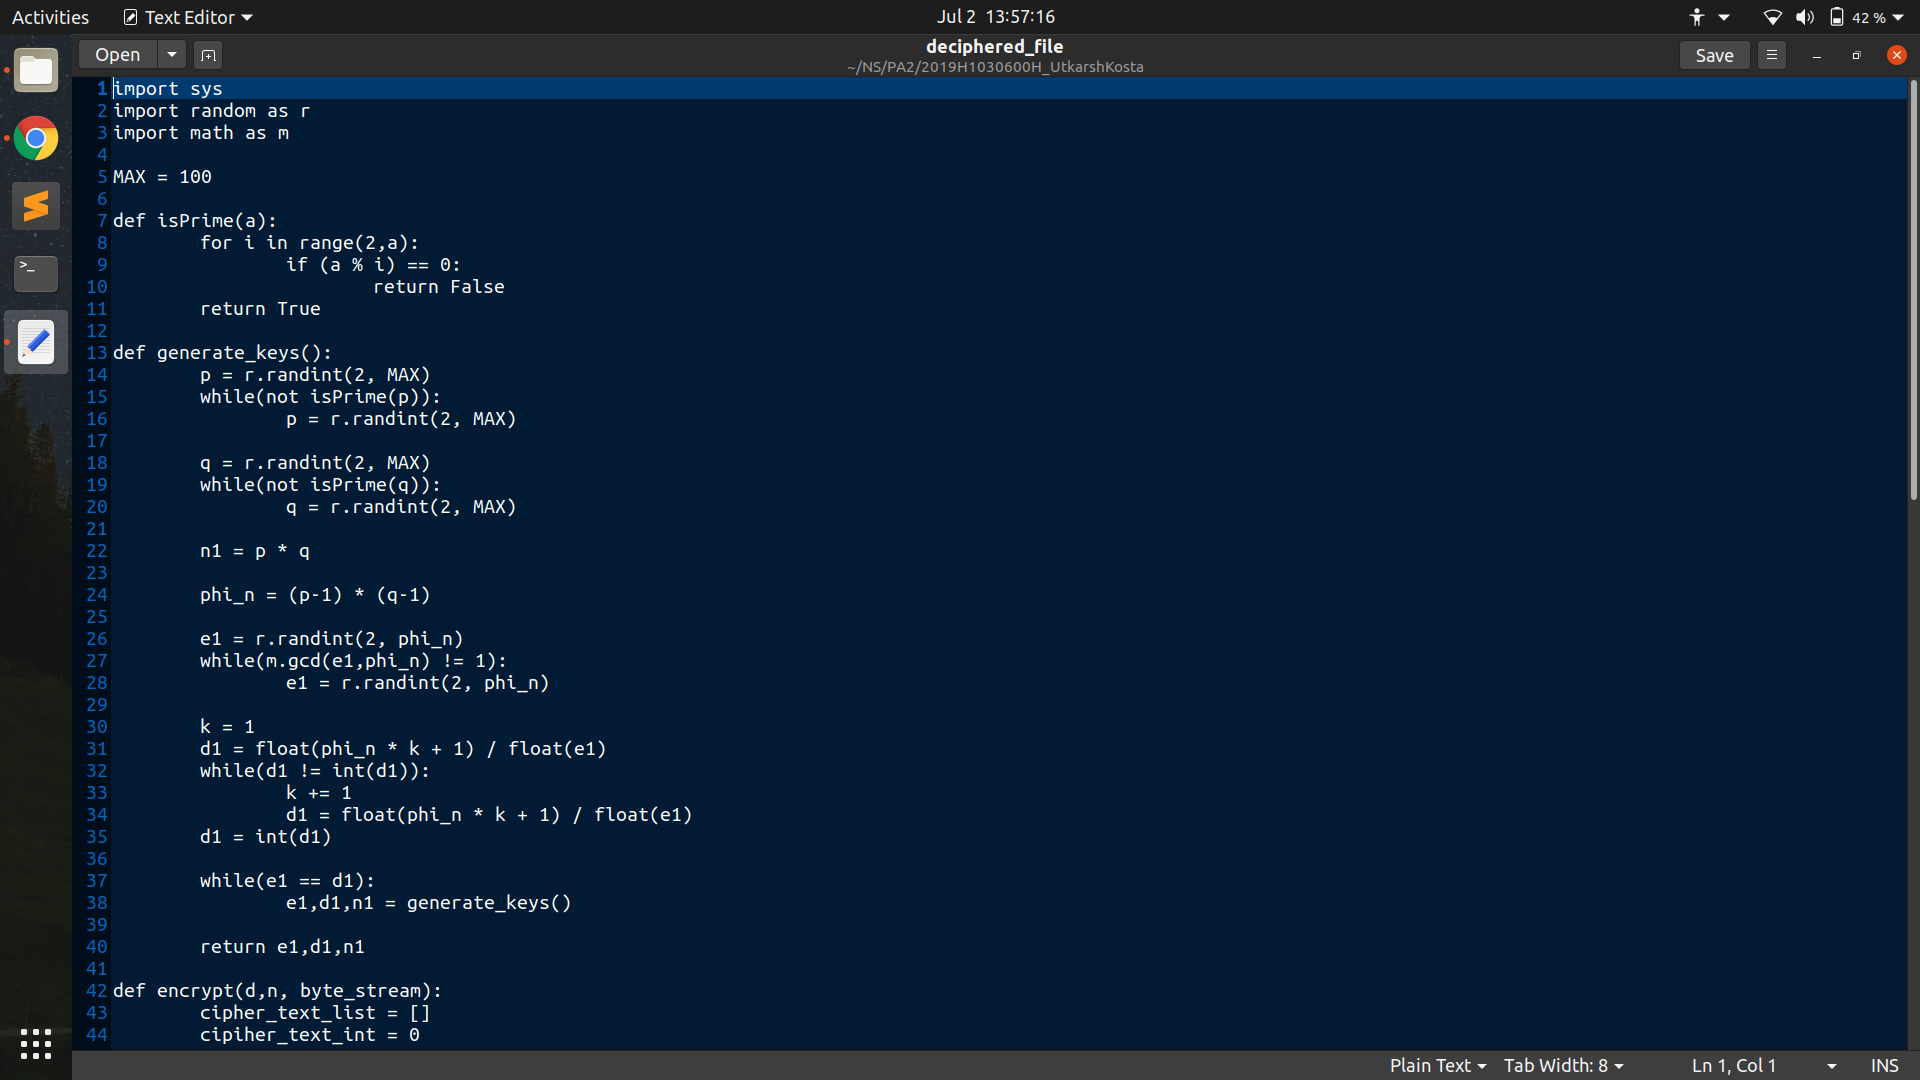 Activities Text Editor Jul 2 13:57:16 42 %
Open deciphered_file Save
~/NS/PA2/2019H1030600H_UtkarshKosta
1 import sys
2 import random as r
3 import math as m
4
5 MAX = 100
6
7 def isPrime(a):
8 for i in range(2,a):
9 if (a % i) == 0:
10 return False
11 return True
12
13 def generate_keys():
14 p = r.randint(2, MAX)
15 while(not isPrime(p)):
16 p = r.randint(2, MAX)
17
18 q = r.randint(2, MAX)
19 while(not isPrime(q)):
20 q = r.randint(2, MAX)
21
22 n1 = p * q
23
24 phi_n = (p-1) * (q-1)
25
26 e1 = r.randint(2, phi_n)
27 while(m.gcd(e1,phi_n) != 1):
28 e1 = r.randint(2, phi_n)
29
30 k = 1
31 d1 = float(phi_n * k + 1) / float(e1)
32 while(d1 != int(d1)):
33 k += 1
34 d1 = float(phi_n * k + 1) / float(e1)
35 d1 = int(d1)
36
37 while(e1 == d1):
38 e1,d1,n1 = generate_keys()
39
40 return e1,d1,n1
41
42 def encrypt(d,n, byte_stream):
43 cipher_text_list = []
44 cipiher_text_int = 0
Plain Text Tab Width: 8 Ln 1, Col 1 INS